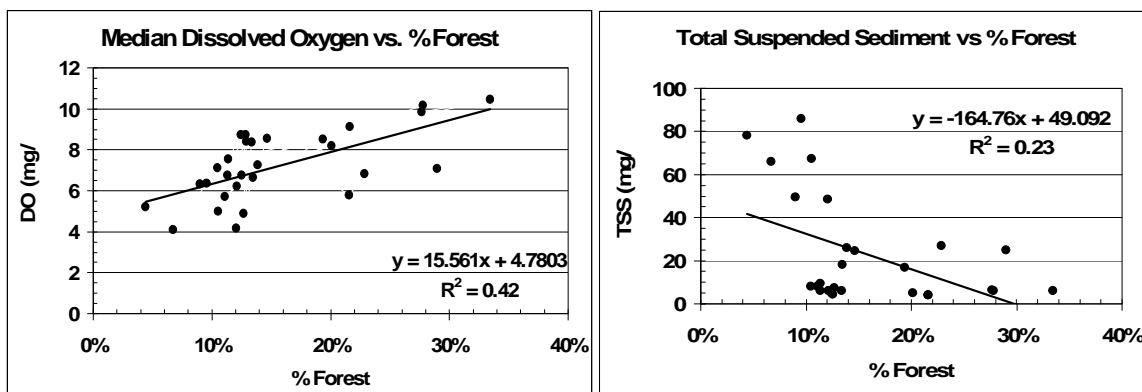 Median Dissolved Oxygen vs. % Forest
12
10
8
6
4
2
0
DO (mg/
y = 15.561x + 4.7803
R² = 0.42
0% 10% 20% 30% 40%
% Forest
Total Suspended Sediment vs % Forest
100
80
60
40
20
0
TSS (mg/
y = -164.76x + 49.092
R² = 0.23
0% 10% 20% 30% 40%
% Forest